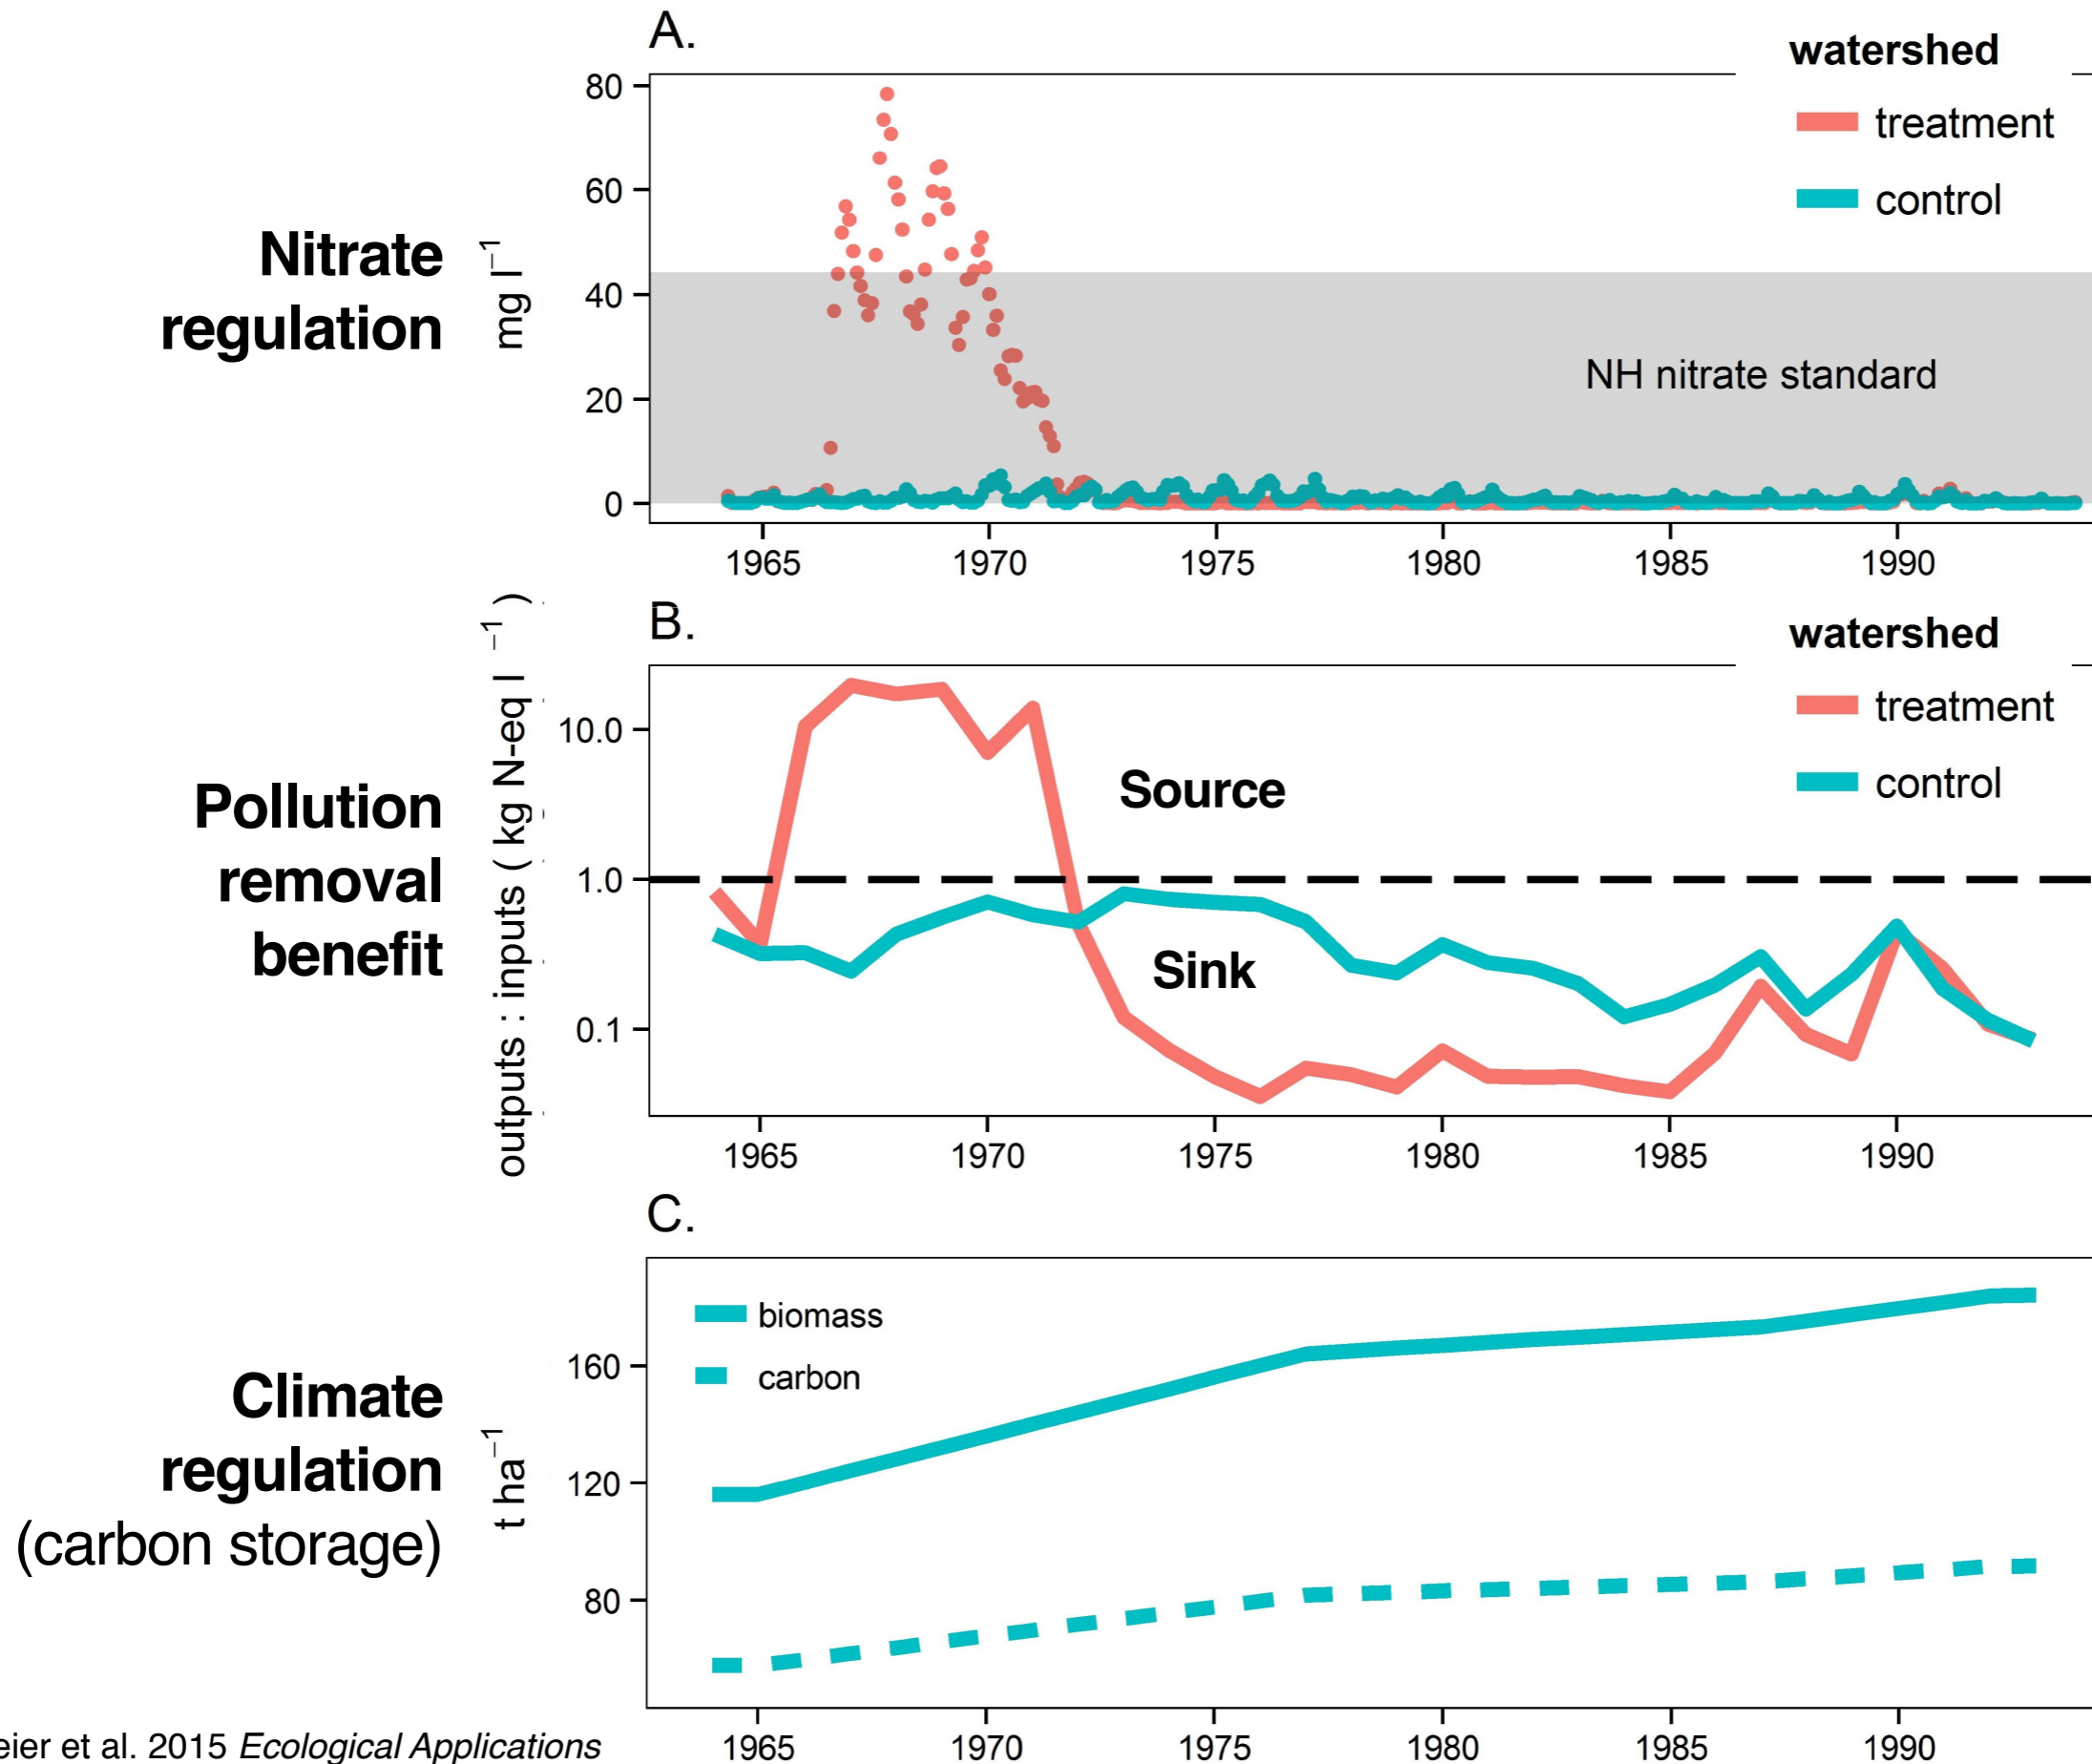 A.
Nitrate
regulation
mg l⁻¹
80
60
40
20
0
watershed
treatment
control
NH nitrate standard
1965 1970 1975 1980 1985 1990
B.
Pollution
removal
benefit
outputs : inputs ( kg N-eq l ⁻¹ )
10.0
1.0
0.1
watershed
treatment
control
Source
Sink
1965 1970 1975 1980 1985 1990
C.
Climate
regulation
(carbon storage)
t ha⁻¹
160
120
80
biomass
carbon
1965 1970 1975 1980 1985 1990
eier et al. 2015 Ecological Applications